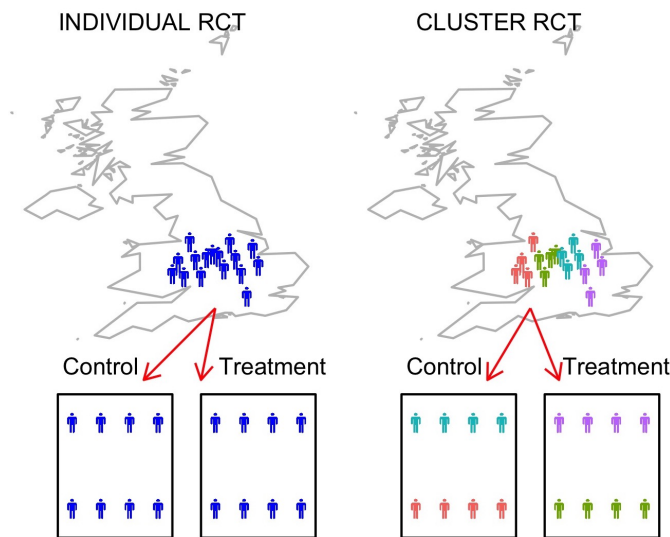 INDIVIDUAL RCT
CLUSTER RCT
Control
Treatment
Control
Treatment